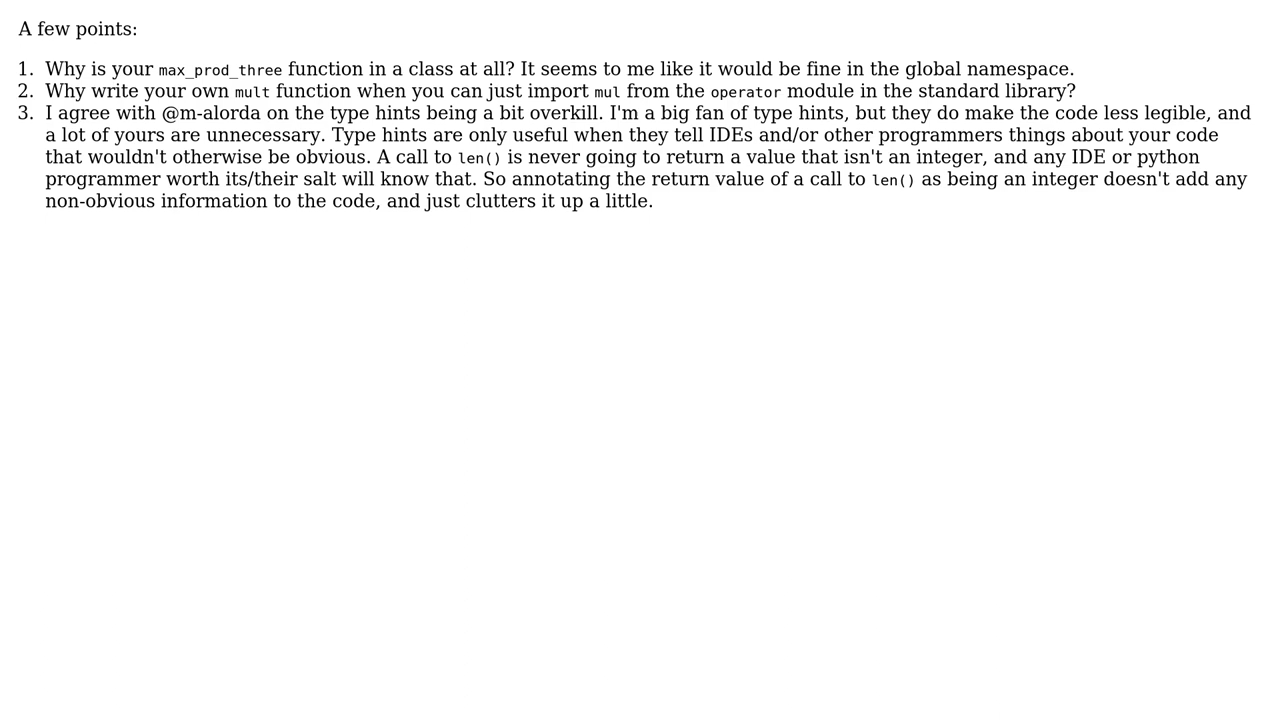 A few points:
1. Why is your max_prod_three function in a class at all? It seems to me like it would be fine in the global namespace.
2. Why write your own mult function when you can just import mul from the operator module in the standard library?
3. I agree with @m-alorda on the type hints being a bit overkill. I'm a big fan of type hints, but they do make the code less legible, and
a lot of yours are unnecessary. Type hints are only useful when they tell IDEs and/or other programmers things about your code
that wouldn't otherwise be obvious. A call to len() is never going to return a value that isn't an integer, and any IDE or python
programmer worth its/their salt will know that. So annotating the return value of a call to len() as being an integer doesn't add any
non-obvious information to the code, and just clutters it up a little.